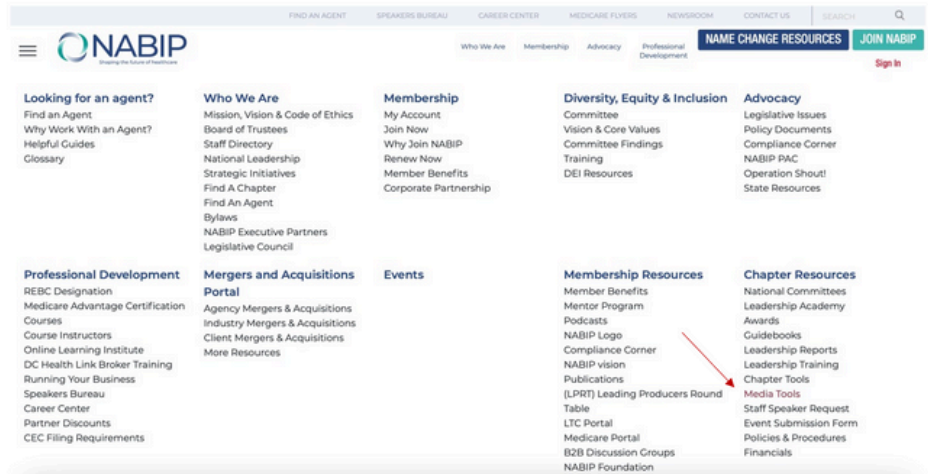 FIND AN AGENT SPEAKERS BUREAU CAREER CENTER MEDICARE FLYERS NEWSROOM CONTACT US SEARCH
NABIP
Shaping the future of healthcare
Who We Are Membership Advocacy Professional Development
NAME CHANGE RESOURCES JOIN NABIP
Sign In
Looking for an agent?
Find an Agent
Why Work With an Agent?
Helpful Guides
Glossary
Who We Are
Mission, Vision & Code of Ethics
Board of Trustees
Staff Directory
National Leadership
Strategic Initiatives
Find A Chapter
Find An Agent
Bylaws
NABIP Executive Partners
Legislative Council
Membership
My Account
Join Now
Why Join NABIP
Renew Now
Member Benefits
Corporate Partnership
Diversity, Equity & Inclusion
Committee
Vision & Core Values
Committee Findings
Training
DEI Resources
Advocacy
Legislative Issues
Policy Documents
Compliance Corner
NABIP PAC
Operation Shout!
State Resources
Professional Development
REBC Designation
Medicare Advantage Certification
Courses
Course Instructors
Online Learning Institute
DC Health Link Broker Training
Running Your Business
Speakers Bureau
Career Center
Partner Discounts
CEC Filing Requirements
Mergers and Acquisitions
Portal
Agency Mergers & Acquisitions
Industry Mergers & Acquisitions
Client Mergers & Acquisitions
More Resources
Events
Membership Resources
Member Benefits
Mentor Program
Podcasts
NABIP Logo
Compliance Corner
NABIP vision
Publications
(LPRT) Leading Producers Round
Table
LTC Portal
Medicare Portal
B2B Discussion Groups
NABIP Foundation
Chapter Resources
National Committees
Leadership Academy
Awards
Guidebooks
Leadership Reports
Leadership Training
Chapter Tools
Media Tools
Staff Speaker Request
Event Submission Form
Policies & Procedures
Financials